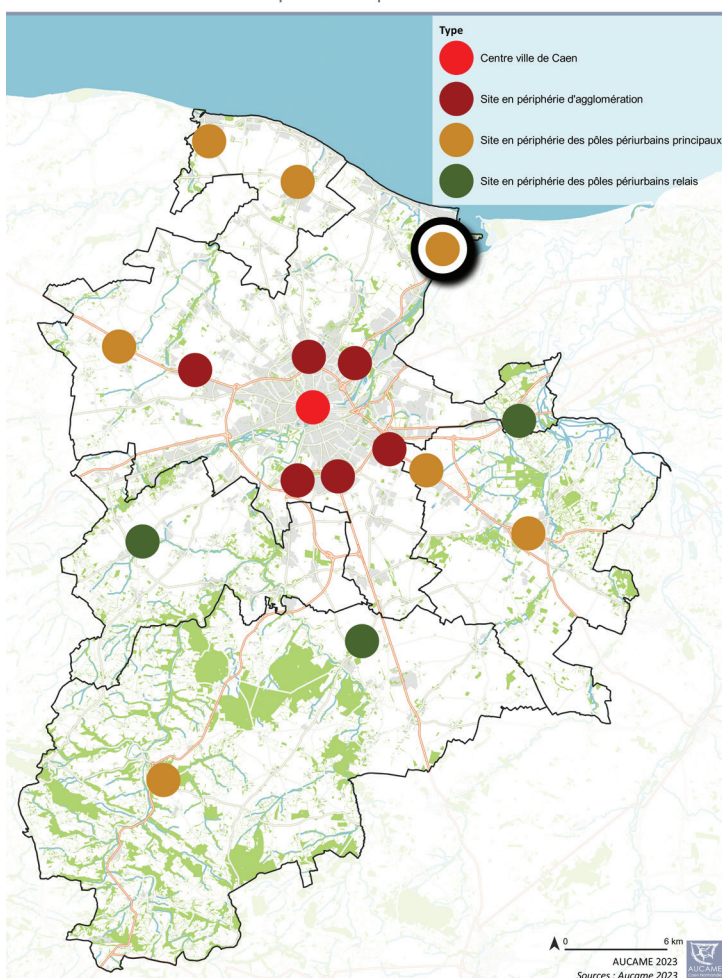 Type
Centre ville de Caen
Site en périphérie d'agglomération
Site en périphérie des pôles périurbains principaux
Site en périphérie des pôles périurbains relais
0 6 km
AUCAME 2023
Sources : Aucame 2023
AUCAME